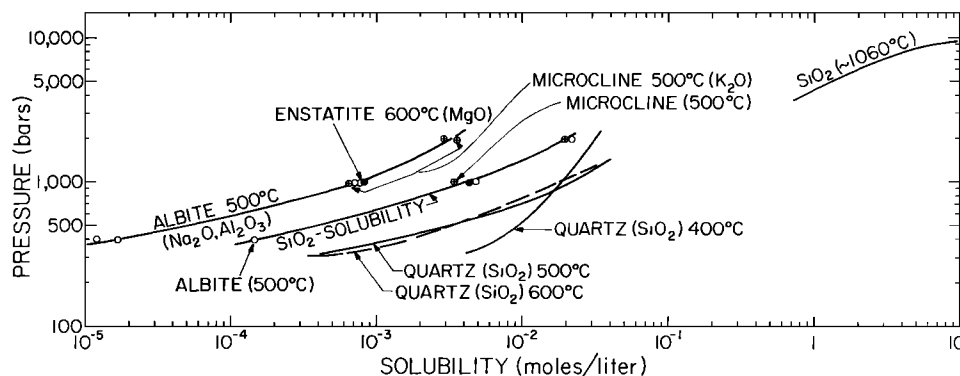 10,000
5,000
1,000
500
100
PRESSURE (bars)
SiO2 (~1060°C)
MICROCLINE 500°C (K2O)
ENSTATITE 600°C (MgO)
MICROCLINE (500°C)
ALBITE 500°C
(Na2O, Al2O3)
SiO2-SOLUBILITY
QUARTZ (SiO2) 400°C
ALBITE (500°C)
QUARTZ (SiO2) 500°C
QUARTZ (SiO2) 600°C
10-5
10-4
10-3
10-2
10-1
1
10
SOLUBILITY (moles/liter)